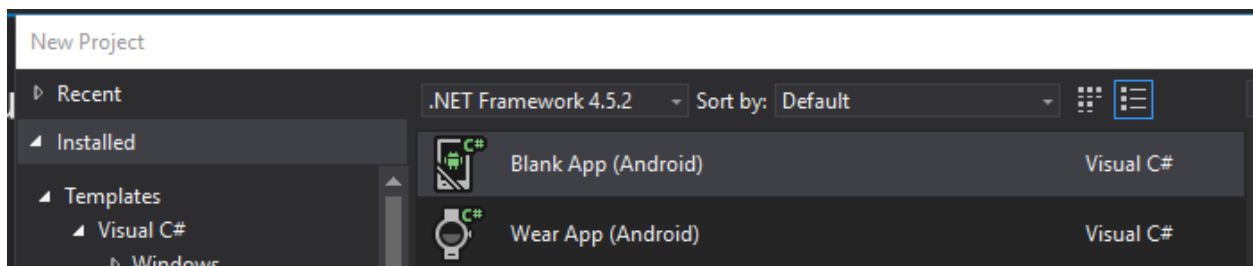 New Project
Recent
.NET Framework 4.5.2 Sort by: Default
Installed
C# Blank App (Android) Visual C#
Templates
Visual C#
C# Wear App (Android) Visual C#
Windows